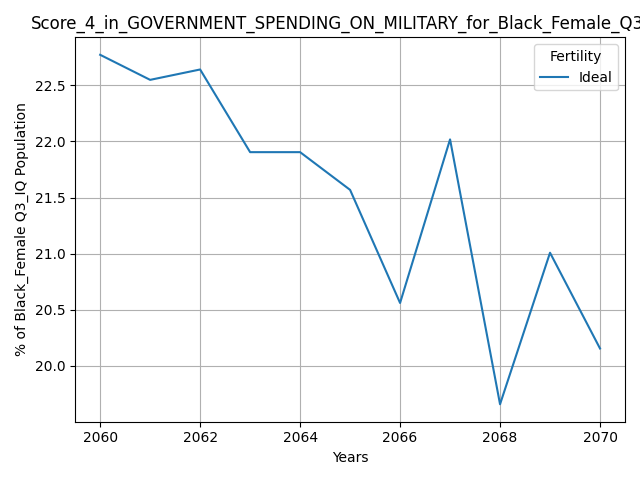 Score_4_in_GOVERNMENT_SPENDING_ON_MILITARY_for_Black_Female_Q3
Fertility
Ideal
% of Black_Female Q3_IQ Population
22.5
22.0
21.5
21.0
20.5
20.0
2060 2062 2064 2066 2068 2070
Years